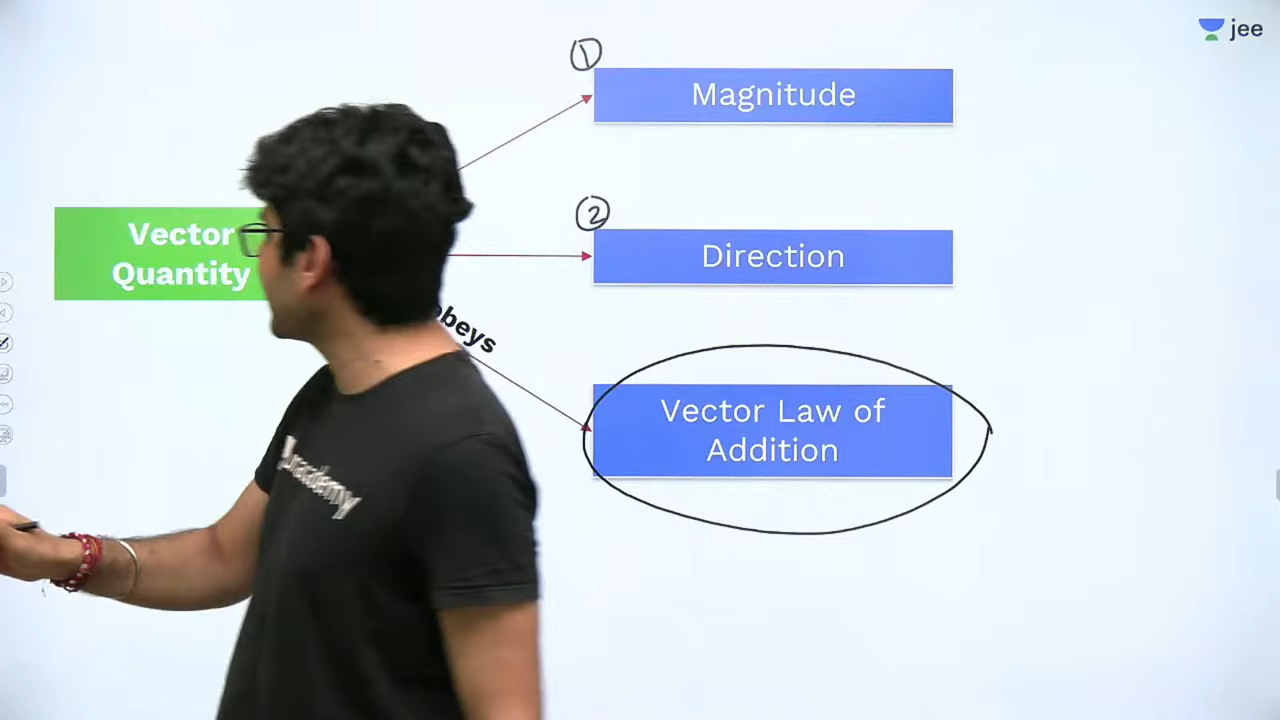 jee
①
Magnitude
②
Vector
Quantity
Direction
obeys
Vector Law of
Addition